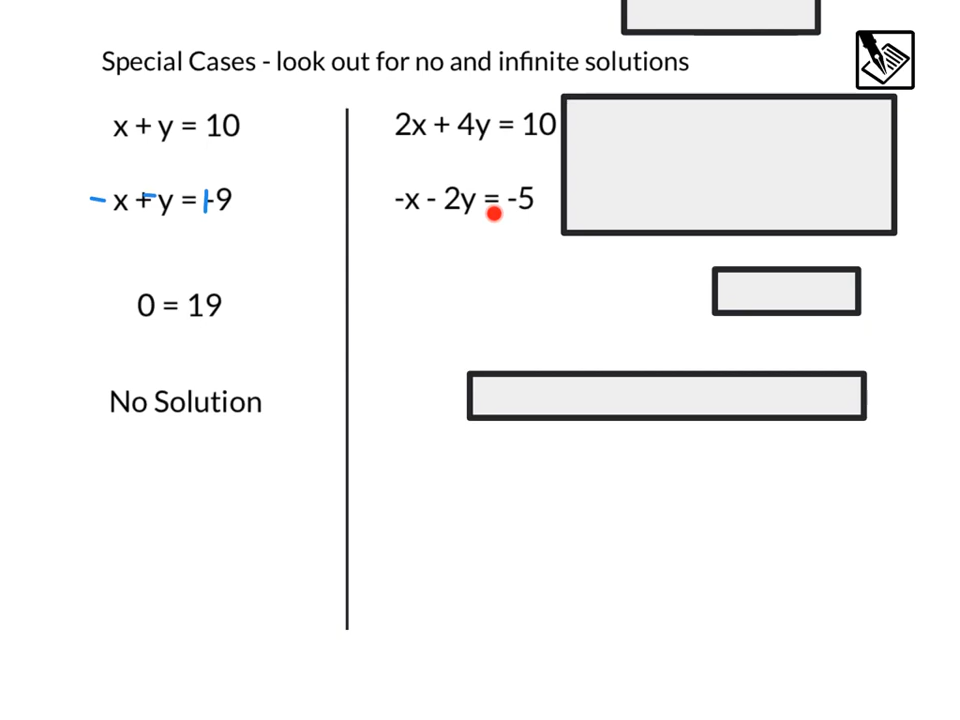 Special Cases - look out for no and infinite solutions
x + y = 10
x + y = -9
0 = 19
No Solution
2x + 4y = 10
-x - 2y = -5